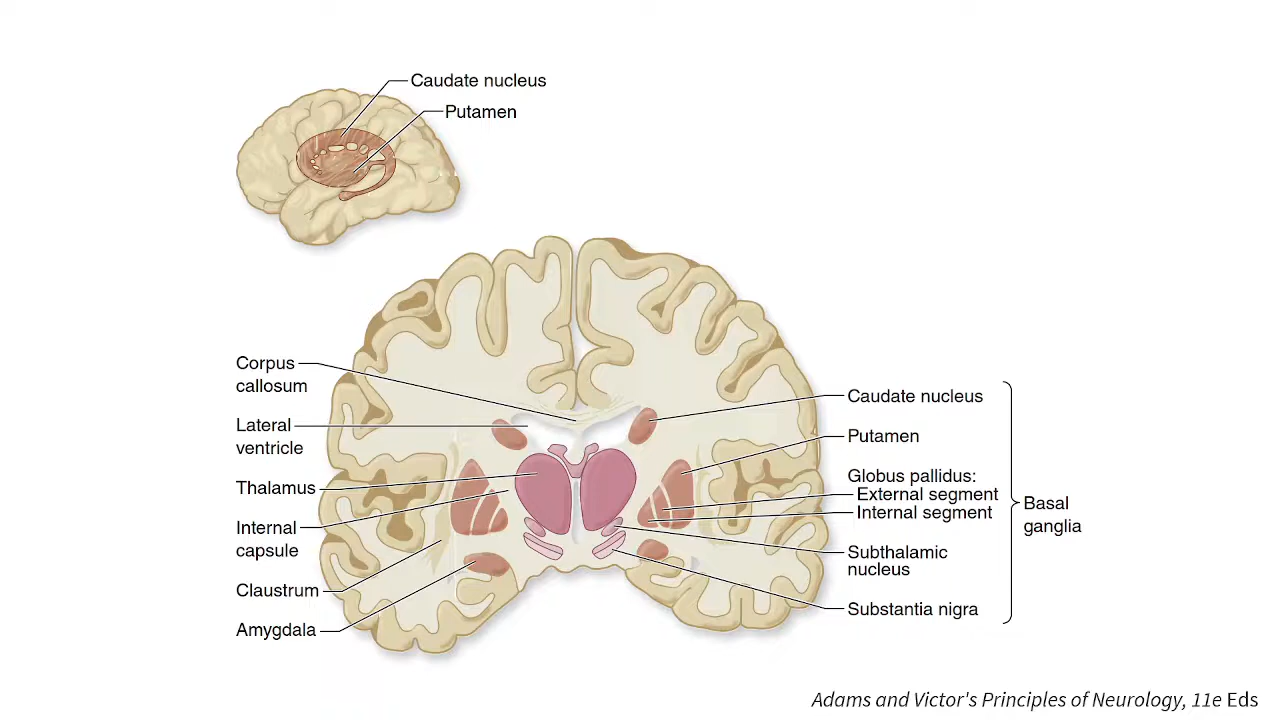 Caudate nucleus
Putamen
Corpus
callosum
Lateral
ventricle
Thalamus
Internal
capsule
Claustrum
Amygdala
Caudate nucleus
Putamen
Globus pallidus:
External segment
Internal segment
Subthalamic
nucleus
Substantia nigra
Basal
ganglia
Adams and Victor's Principles of Neurology, 11e Eds